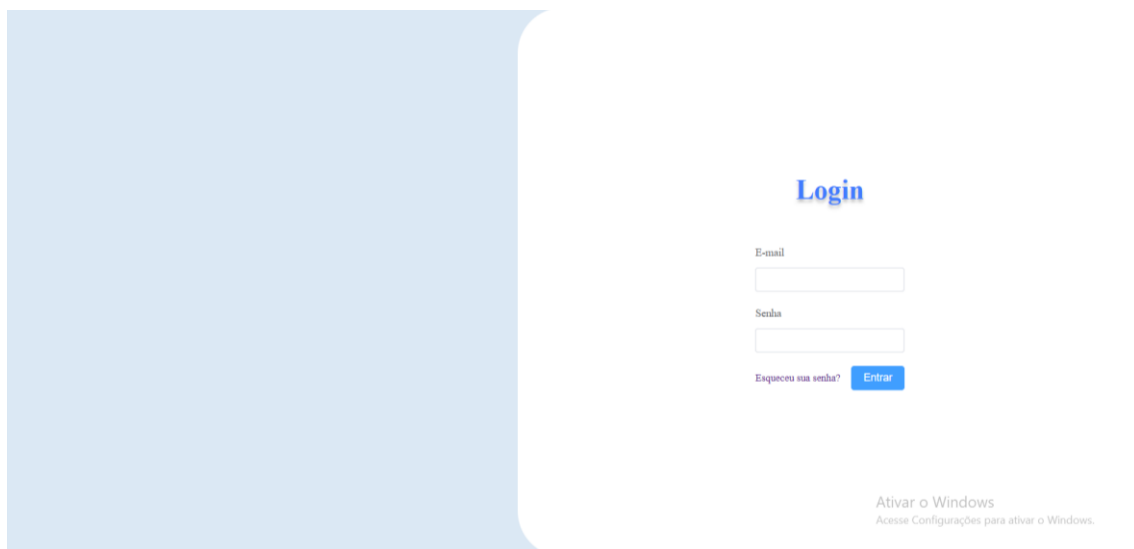 Login
E-mail
Senha
Esqueceu sua senha? Entrar
Ativar o Windows
Acesse Configurações para ativar o Windows.